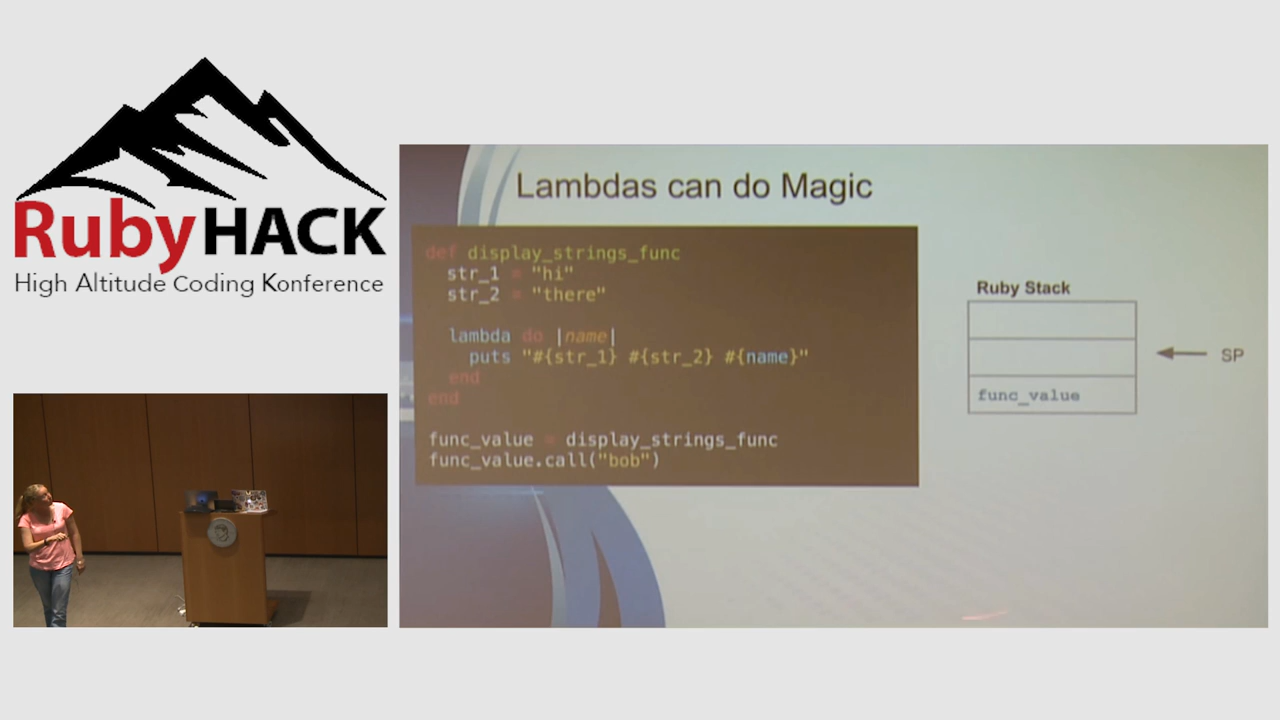 RubyHACK
High Altitude Coding Konference
Lambdas can do Magic
def display_strings_func
str_1 = "hi"
str_2 = "there"
lambda do |name|
puts "#{str_1} #{str_2} #{name}"
end
end
func_value = display_strings_func
func_value.call("bob")
Ruby Stack
SP
func_value